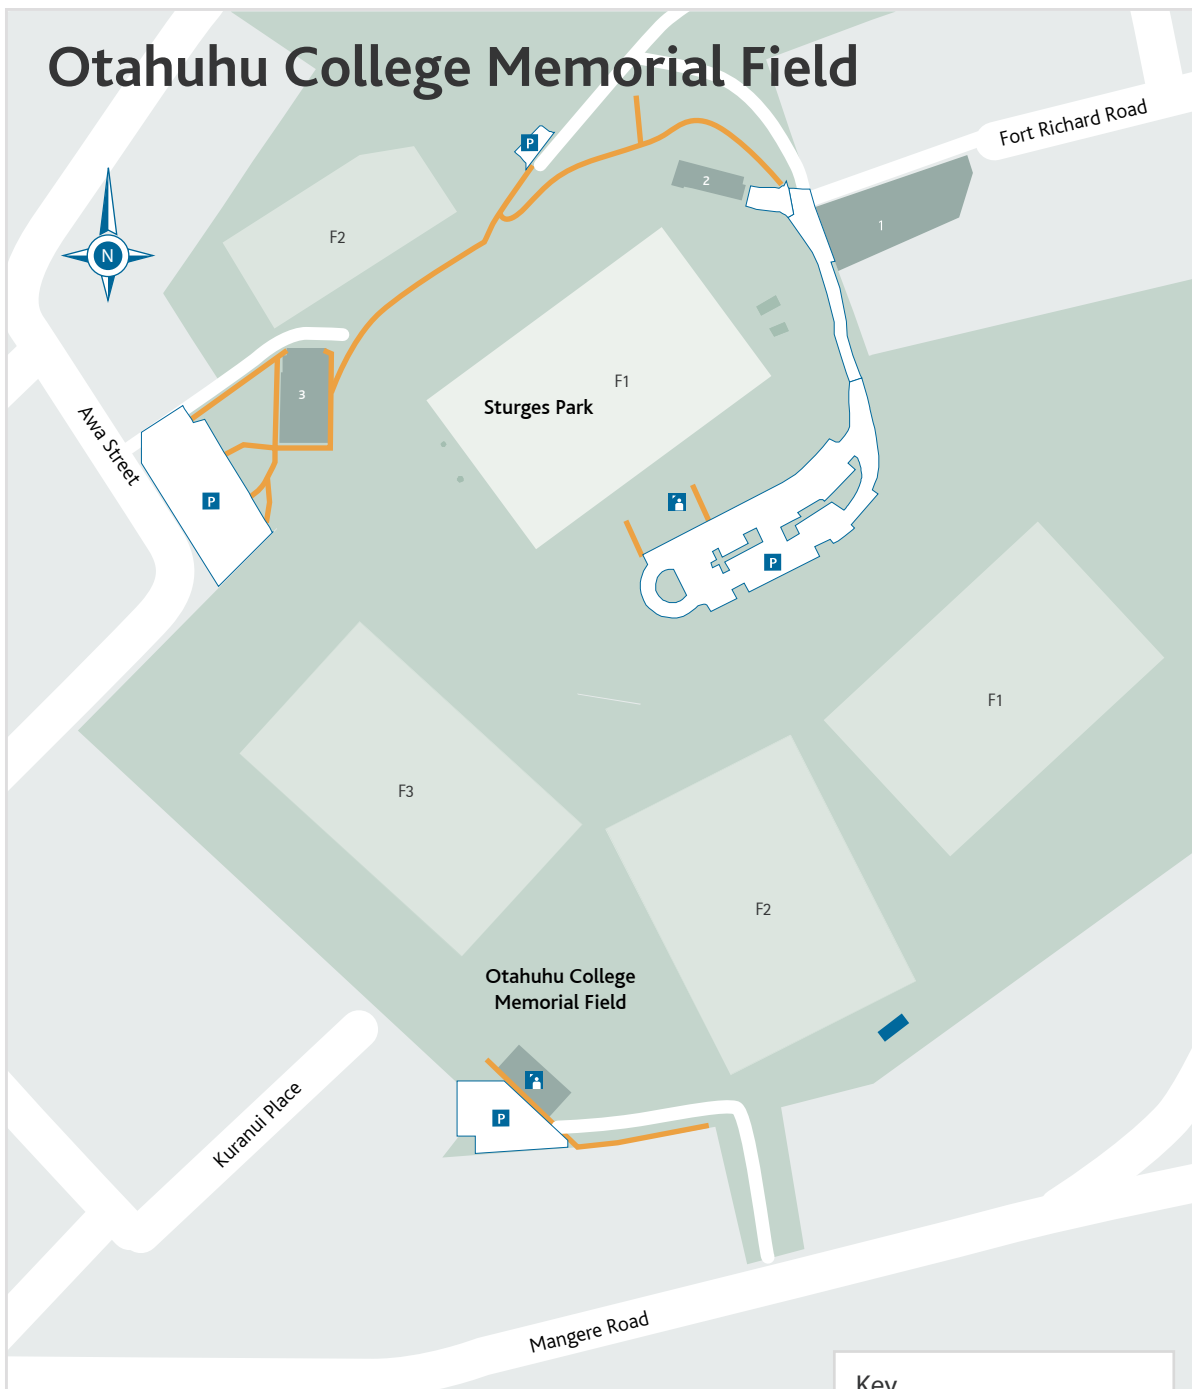 Otahuhu College Memorial Field
Fort Richard Road
P
2
1
F2
N
F1
Sturges Park
3
Awa Street
P
P
F1
F3
F2
Otahuhu College
Memorial Field
P
Kuranui Place
Mangere Road
Key